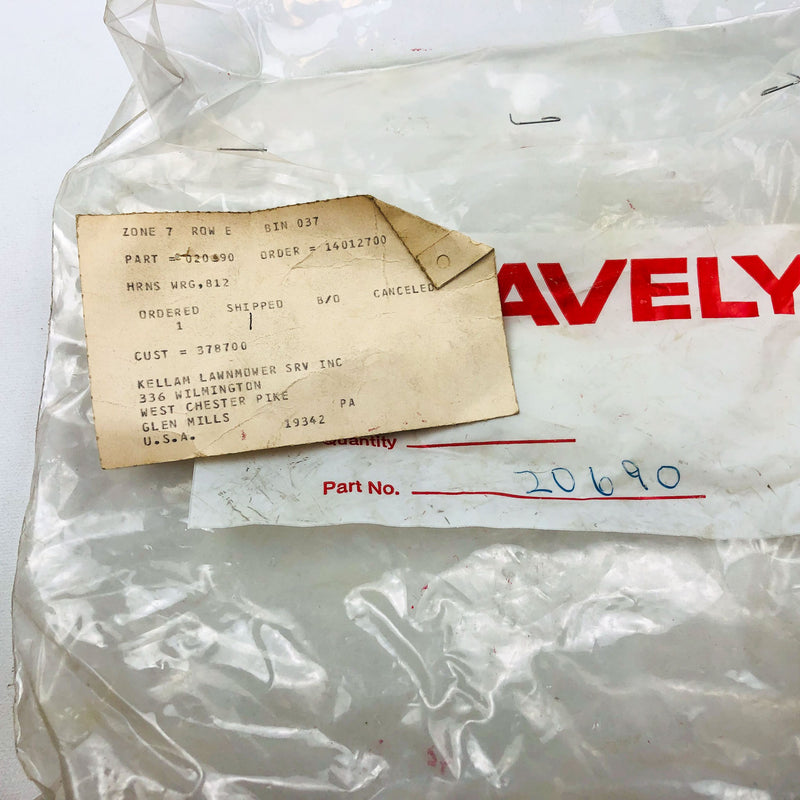 ZONE 7 ROW E BIN 037
PART = 020690 ORDER = 14012700
HRNS WRG,812
ORDERED SHIPPED B/O CANCELED
1 1
CUST = 378700
KELLAM LAWNMOWER SRV INC
336 WILMINGTON
WEST CHESTER PIKE
GLEN MILLS PA
U.S.A. 19342
AVELY
Quantity
Part No. 20690